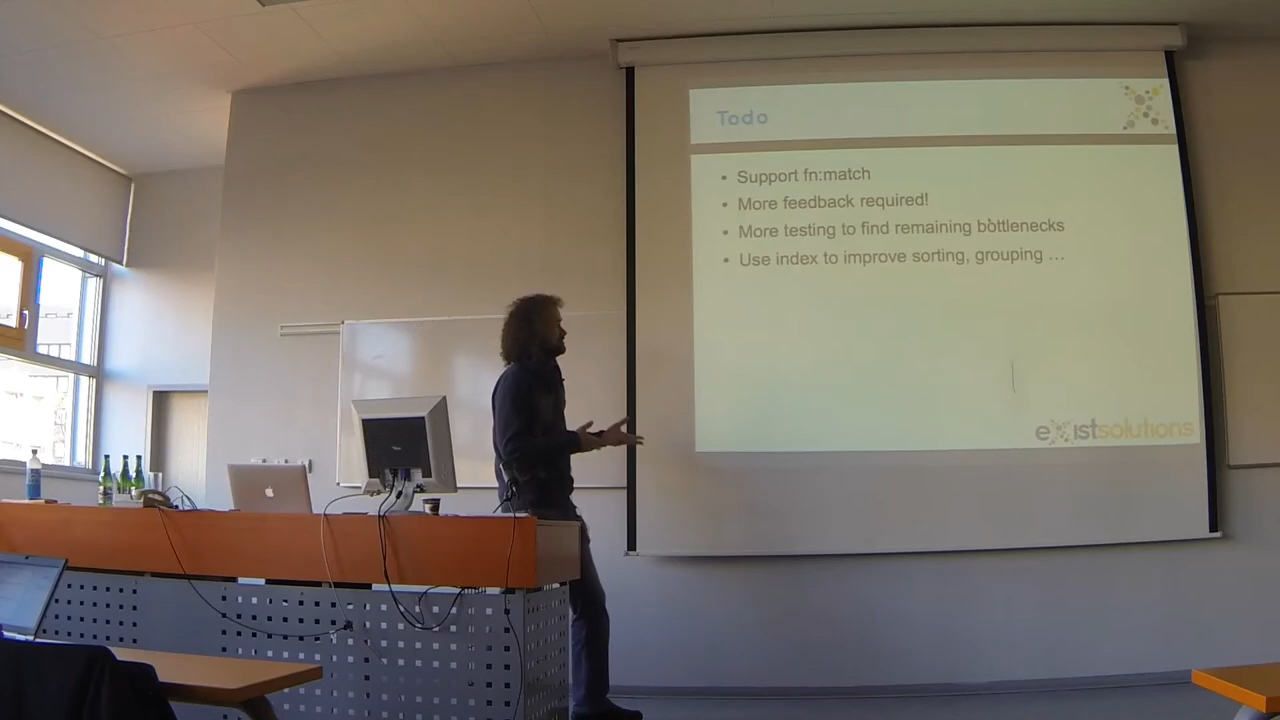 Todo
• Support fn:match
• More feedback required!
• More testing to find remaining bottlenecks
• Use index to improve sorting, grouping ...
existsolutions